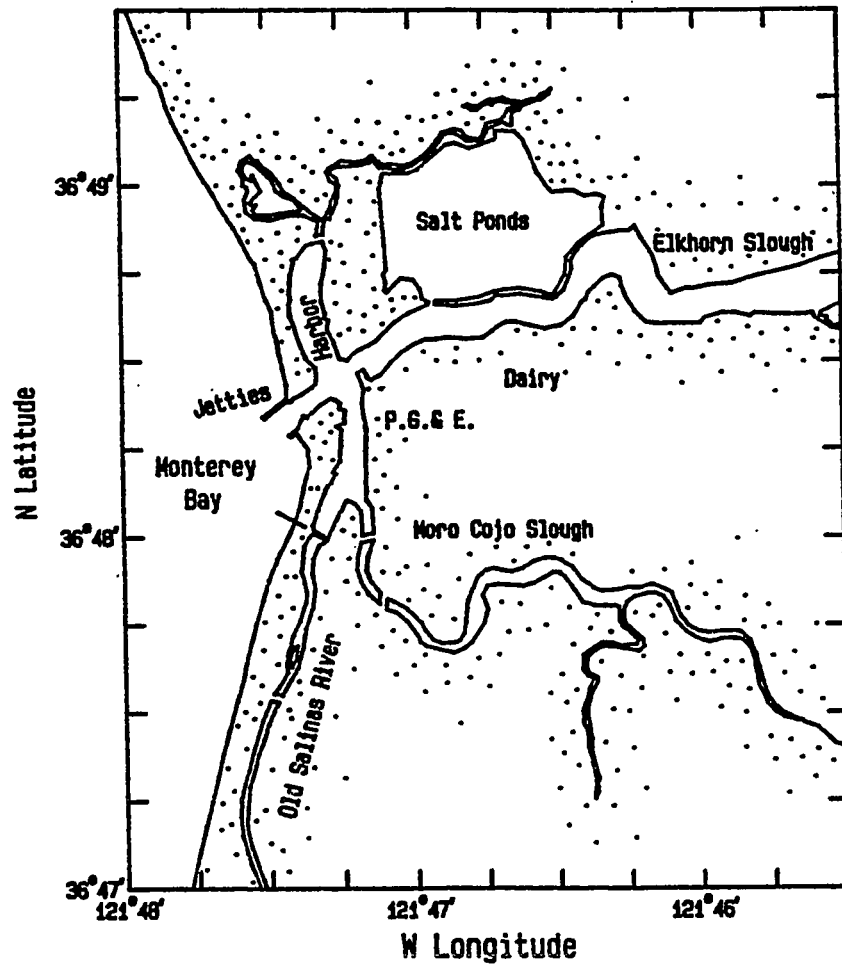 36°49'
Salt Ponds
Elkhorn Slough
Harbor
Dairy
Jetties
P.G.& E.
N Latitude
Monterey
Bay
36°48'
Moro Cojo Slough
Old Salinas River
36°47'
121°48'
121°47'
121°46'
W Longitude